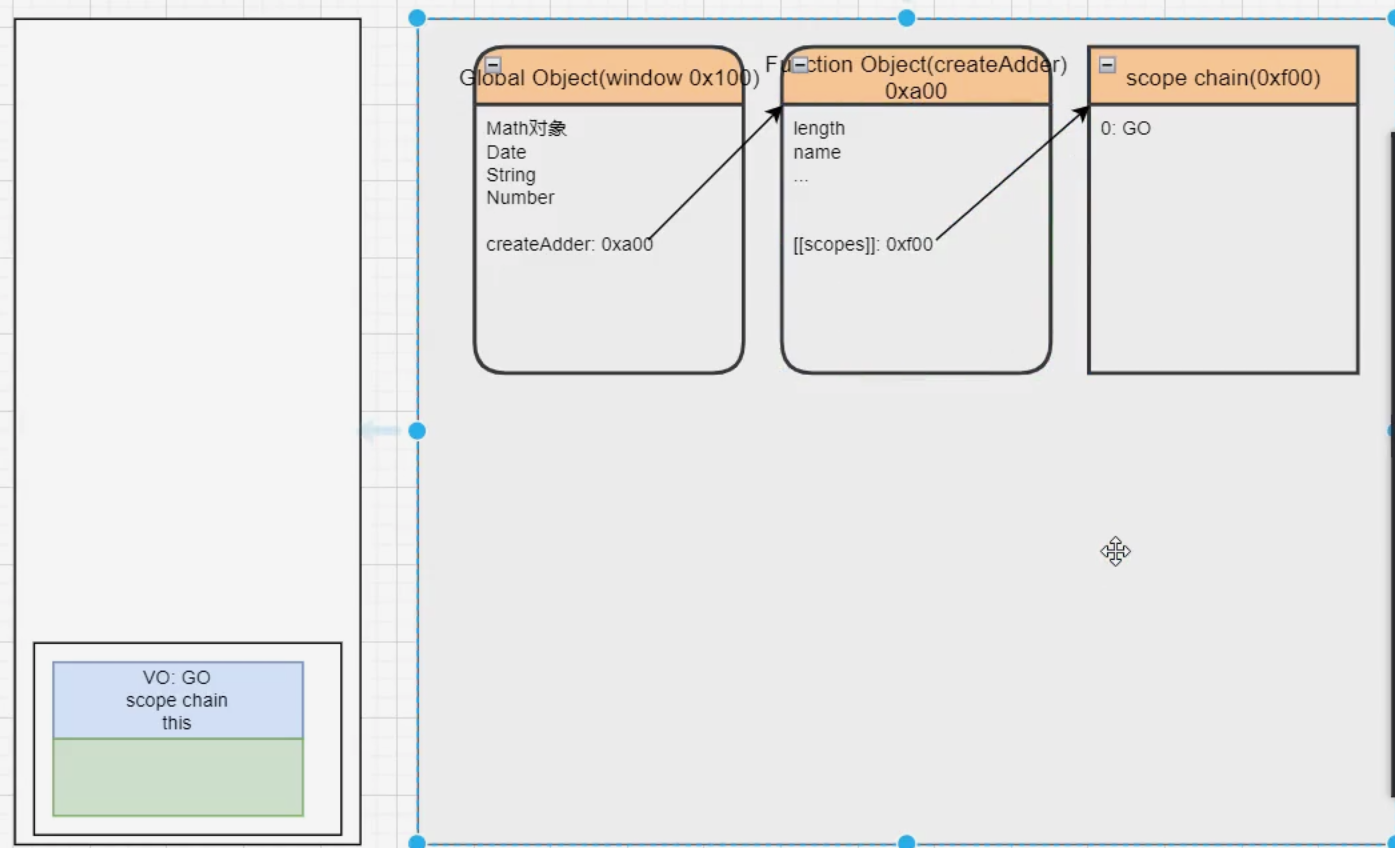 Global Object(window 0x100)
Math对象
Date
String
Number
createAdder: 0xa00
Function Object(createAdder)
0xa00
length
name
...
[[scopes]]: 0xf00
scope chain(0xf00)
0: GO
VO: GO
scope chain
this